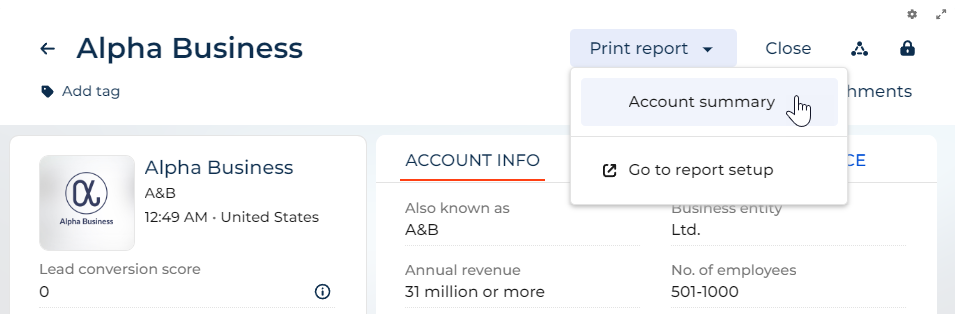 Alpha Business
Print report
Close
Add tag
hments
Account summary
Go to report setup
Alpha Business
Alpha Business
A&B
12:49 AM • United States
Lead conversion score
0
ACCOUNT INFO
CE
Also known as
A&B
Business entity
Ltd.
Annual revenue
31 million or more
No. of employees
501-1000